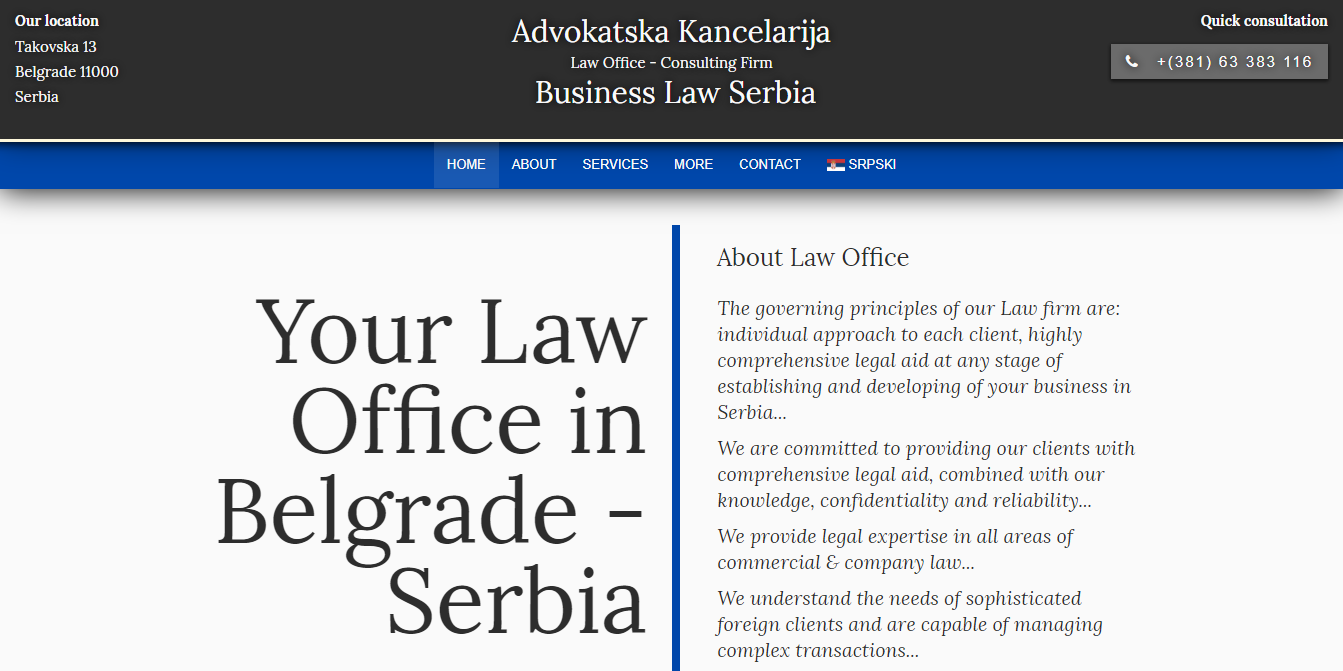 Our location
Takovska 13
Belgrade 11000
Serbia
Advokatska Kancelarija
Law Office - Consulting Firm
Business Law Serbia
Quick consultation
+(381) 63 383 116
HOME ABOUT SERVICES MORE CONTACT SRPSKI
Your Law
Office in
Belgrade -
Serbia
About Law Office
The governing principles of our Law firm are:
individual approach to each client, highly
comprehensive legal aid at any stage of
establishing and developing of your business in
Serbia...
We are committed to providing our clients with
comprehensive legal aid, combined with our
knowledge, confidentiality and reliability...
We provide legal expertise in all areas of
commercial & company law...
We understand the needs of sophisticated
foreign clients and are capable of managing
complex transactions...